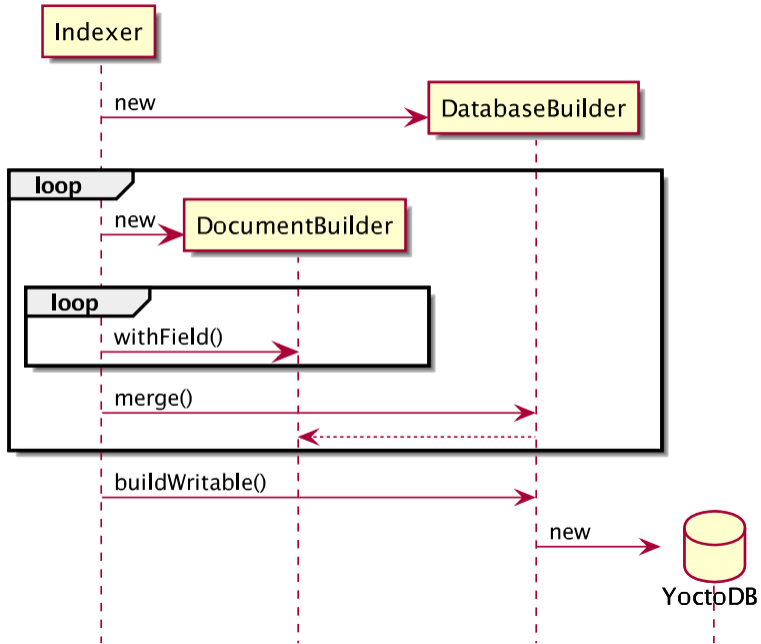 Indexer
new
DatabaseBuilder
loop
new
DocumentBuilder
loop
withField()
merge()
buildWritable()
new
YoctoDB